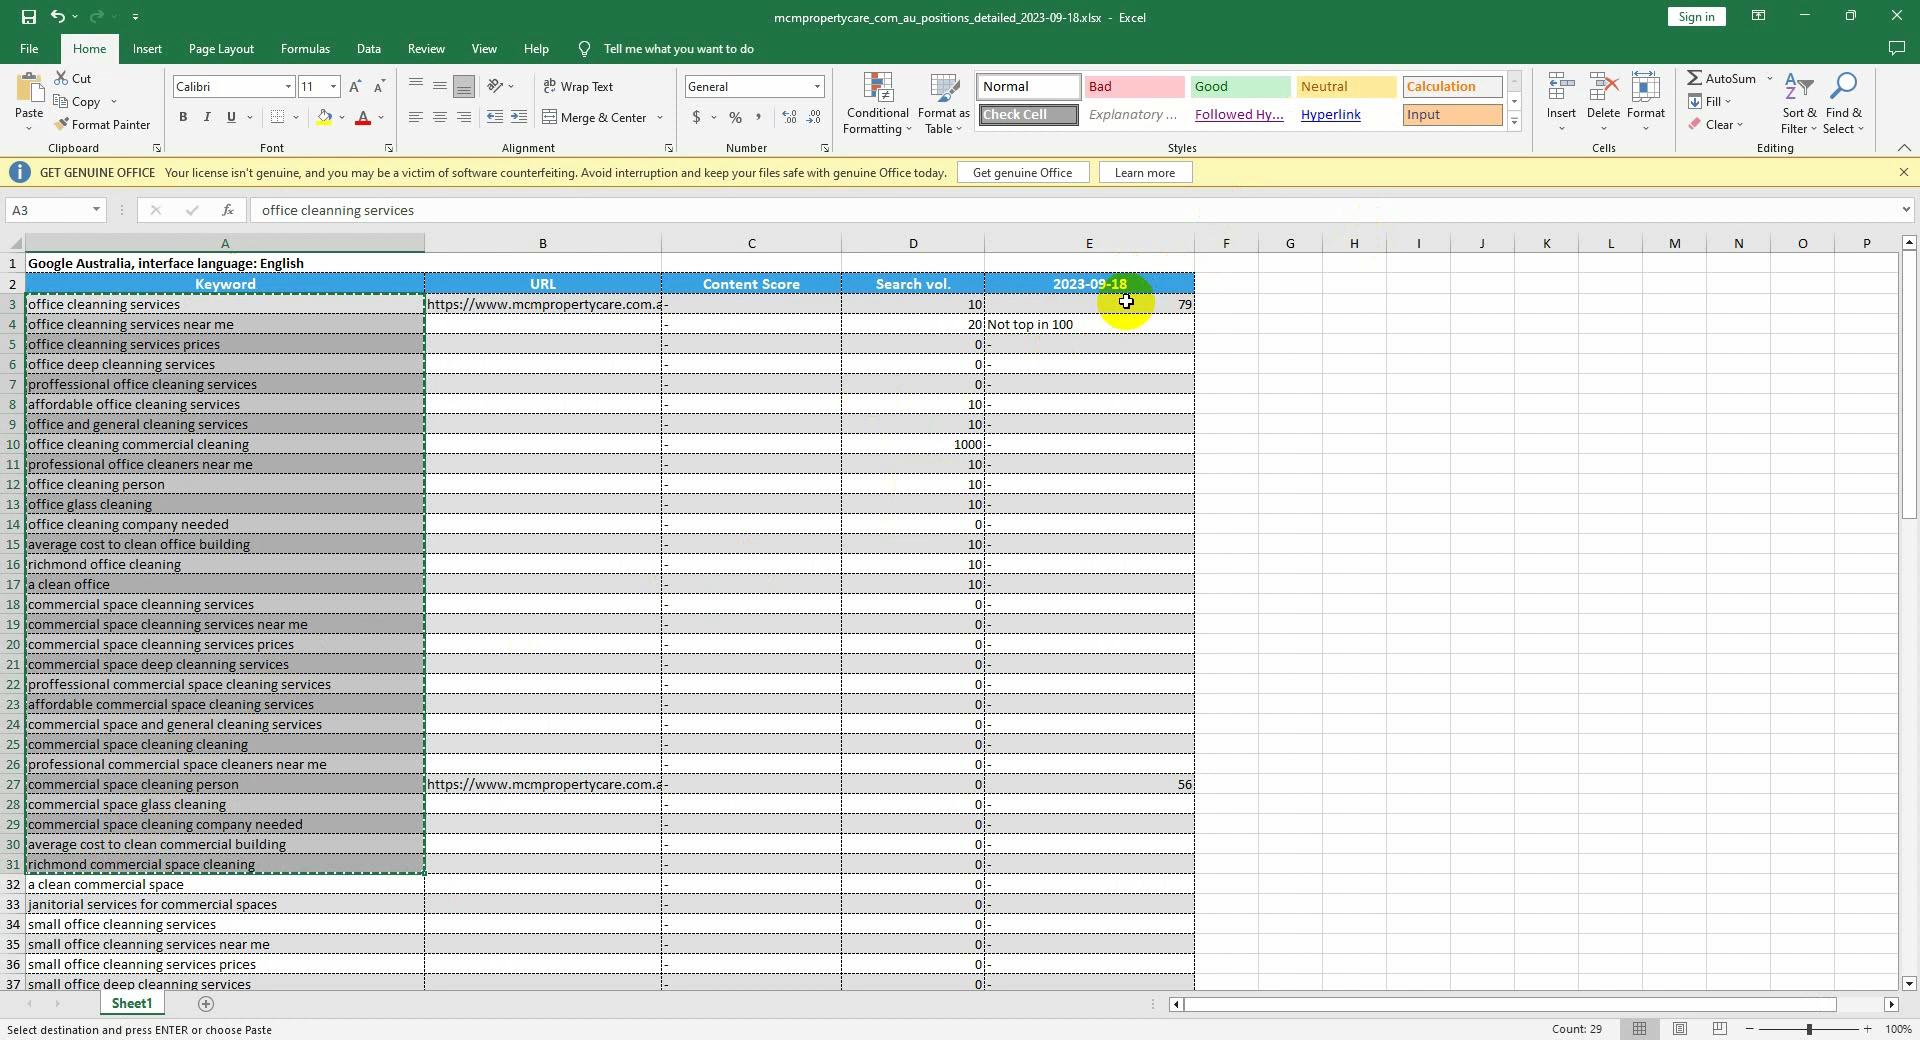 mcmpropertycare_com_au_positions_detailed_2023-09-18.xlsx - Excel
Sign in
File Home Insert Page Layout Formulas Data Review View Help Tell me what you want to do
Paste
Cut
Copy
Format Painter
Clipboard
Calibri 11
B I U
Font
Wrap Text
Merge & Center
Alignment
General
$ % ,
Number
Conditional Formatting
Format as Table
Normal Bad Good Neutral Calculation
Check Cell Explanatory ... Followed Hy... Hyperlink Input
Styles
Insert Delete Format
Cells
AutoSum
Fill
Clear
Sort & Filter
Find & Select
Editing
GET GENUINE OFFICE Your license isn't genuine, and you may be a victim of software counterfeiting. Avoid interruption and keep your files safe with genuine Office today. Get genuine Office Learn more
A3 fx office cleanning services
A B C D E F G H I J K L M N O P
1 Google Australia, interface language: English
2 Keyword URL Content Score Search vol. 2023-09-18
3 office cleanning services https://www.mcmpropertycare.com.a - 10 79
4 office cleanning services near me - 20 Not top in 100
5 office cleanning services prices - 0 -
6 office deep cleanning services - 0 -
7 proffessional office cleaning services - 0 -
8 affordable office cleaning services - 10 -
9 office and general cleaning services - 10 -
10 office cleaning commercial cleaning - 1000 -
11 professional office cleaners near me - 10 -
12 office cleaning person - 10 -
13 office glass cleaning - 10 -
14 office cleaning company needed - 0 -
15 average cost to clean office building - 10 -
16 richmond office cleaning - 10 -
17 a clean office - 10 -
18 commercial space cleanning services - 0 -
19 commercial space cleanning services near me - 0 -
20 commercial space cleanning services prices - 0 -
21 commercial space deep cleanning services - 0 -
22 proffessional commercial space cleaning services - 0 -
23 affordable commercial space cleaning services - 0 -
24 commercial space and general cleaning services - 0 -
25 commercial space cleaning cleaning - 0 -
26 professional commercial space cleaners near me - 0 -
27 commercial space cleaning person https://www.mcmpropertycare.com.a - 0 56
28 commercial space glass cleaning - 0 -
29 commercial space cleaning company needed - 0 -
30 average cost to clean commercial building - 0 -
31 richmond commercial space cleaning - 0 -
32 a clean commercial space - 0 -
33 janitorial services for commercial spaces - 0 -
34 small office cleanning services - 0 -
35 small office cleanning services near me - 0 -
36 small office cleanning services prices - 0 -
37 small office deep cleanning services - 0 -
Sheet1
Select destination and press ENTER or choose Paste Count: 29 100%